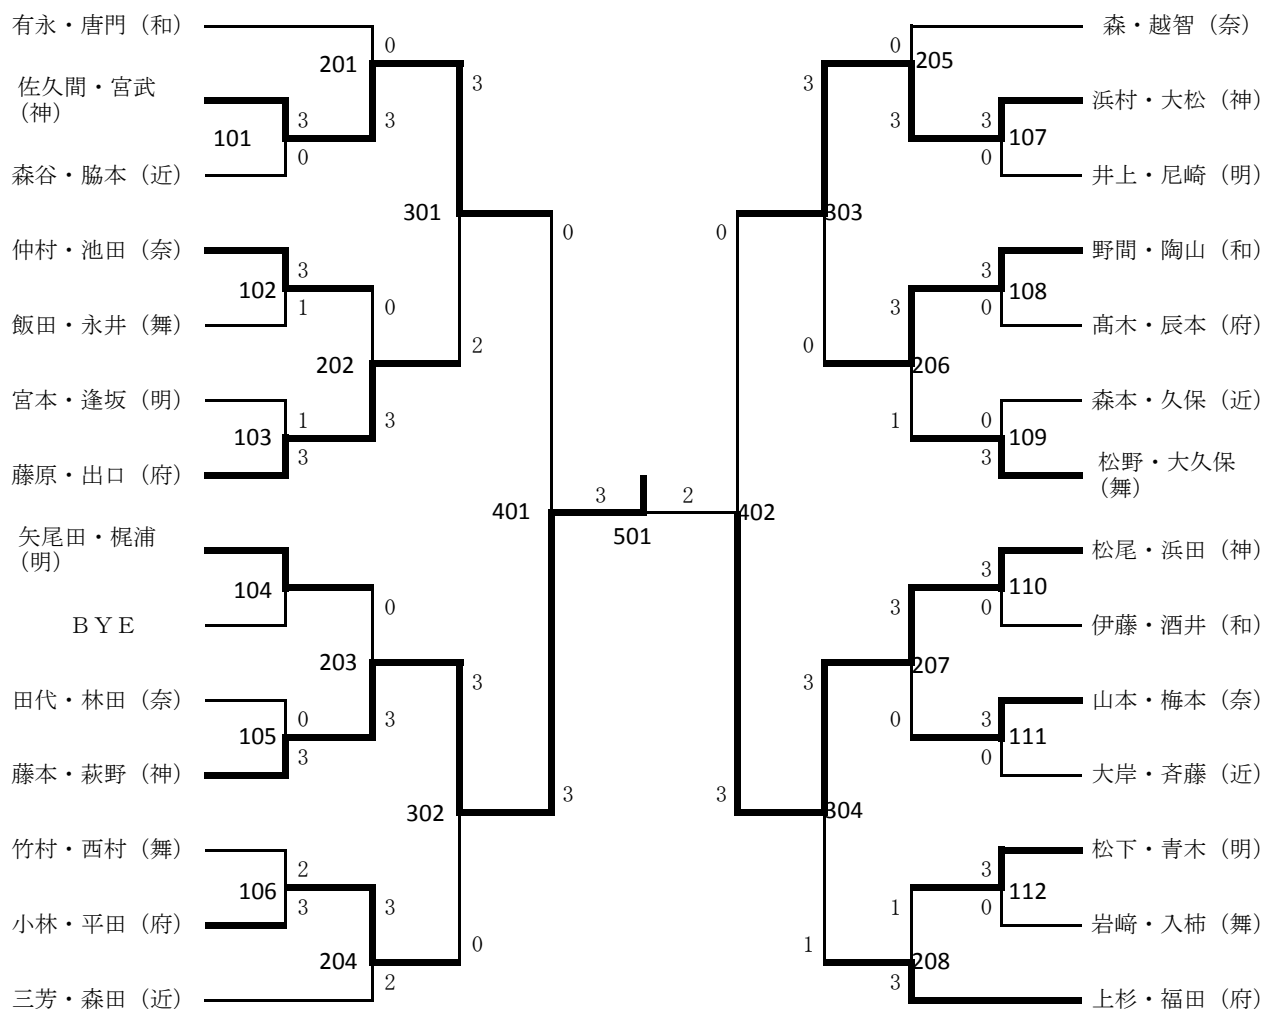 有永・唐門（和）
0
201
3
佐久間・宮武
（神）
3
3
101
0
森谷・脇本（近）
301
0
仲村・池田（奈）
3
102
1
0
飯田・永井（舞）
2
202
宮本・逢坂（明）
1
3
103
3
藤原・出口（府）
401
3
501
2
402
矢尾田・梶浦
（明）
104
0
ＢＹＥ
203
3
田代・林田（奈）
0
3
105
3
藤本・萩野（神）
3
302
竹村・西村（舞）
2
106
3
3
小林・平田（府）
0
204
2
三芳・森田（近）
森・越智（奈）
0
205
3
浜村・大松（神）
3
3
107
0
井上・尼崎（明）
303
0
野間・陶山（和）
3
108
3
0
髙木・辰本（府）
0
206
森本・久保（近）
0
1
109
3
松野・大久保
（舞）
松尾・浜田（神）
3
110
3
0
伊藤・酒井（和）
207
3
山本・梅本（奈）
3
0
111
0
大岸・斉藤（近）
3
304
松下・青木（明）
3
112
1
0
岩﨑・入柿（舞）
1
208
3
上杉・福田（府）